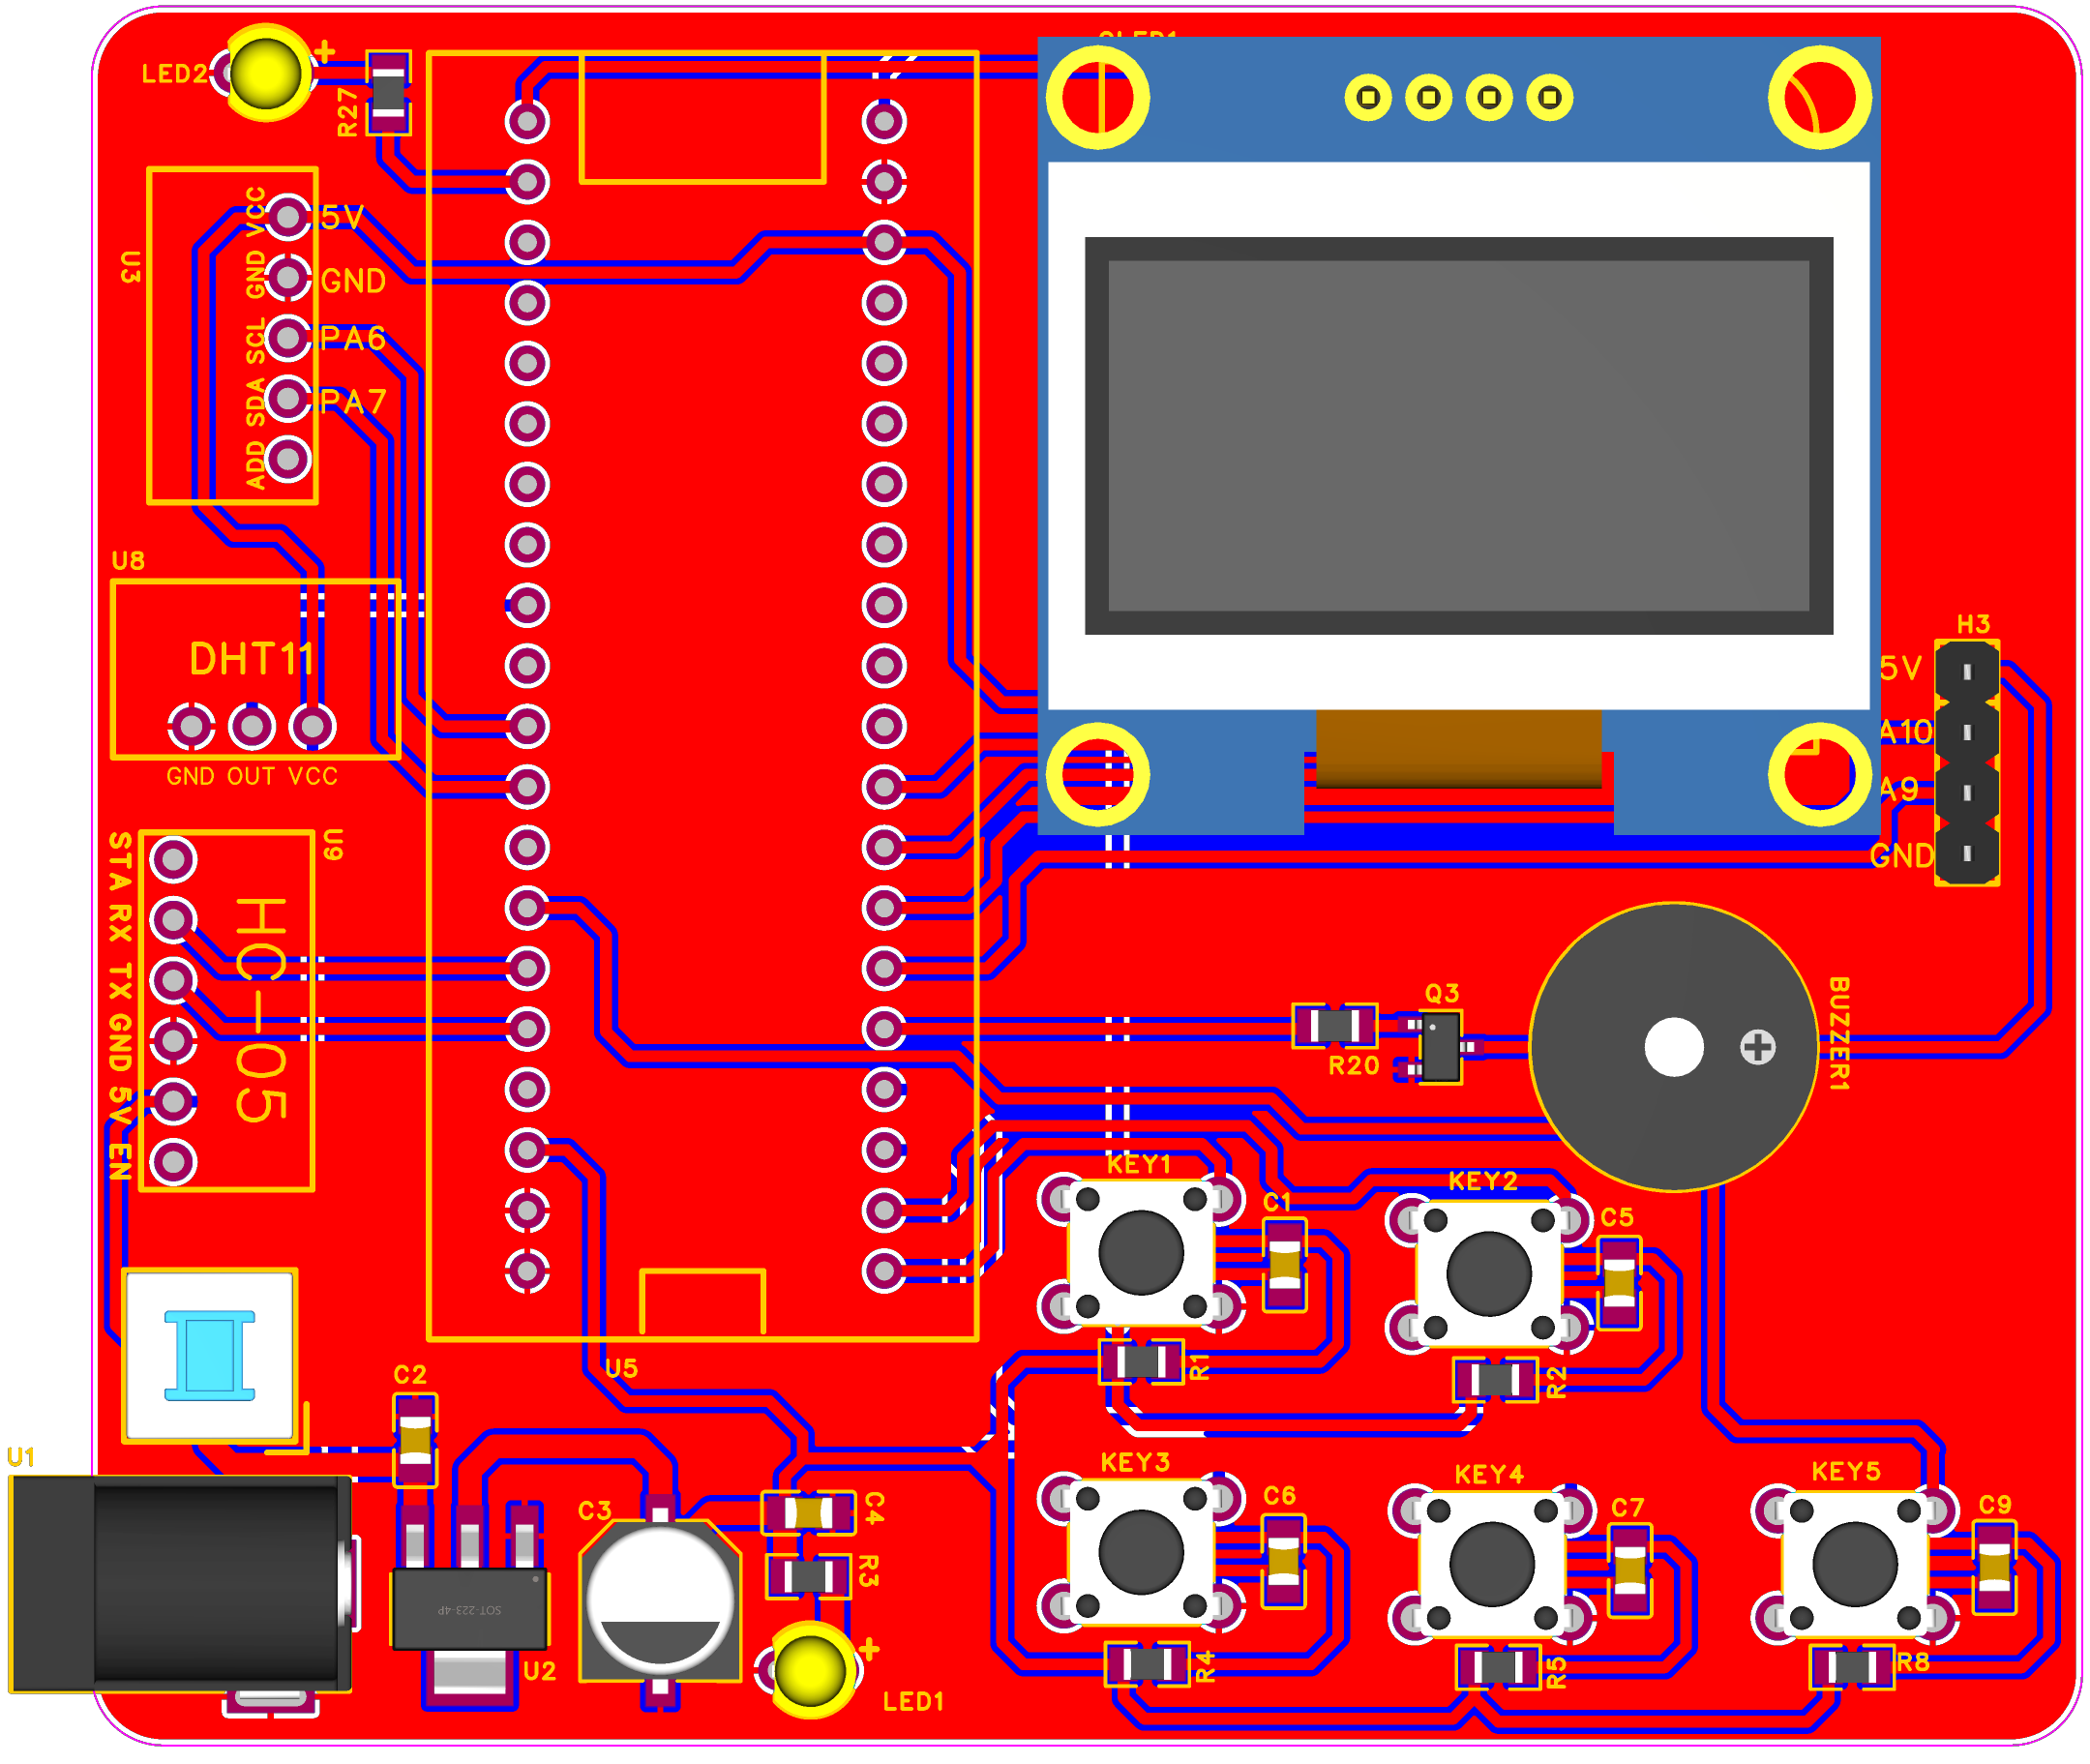 LED2
+
R27
U3
VCC
5V
GND
GND
SCL
PA6
SDA
PA7
ADD
U8
DHT11
GND OUT VCC
U9
STA RX TX GND 5V EN
HC-05
H3
5V
A10
A9
GND
Q3
R20
BUZZER1
KEY1
C1
KEY2
C5
R1
R2
U5
C2
U1
KEY3
C6
KEY4
C7
KEY5
C9
C3
C4
R3
SOT-223-4P
U2
+
LED1
R4
R5
R8